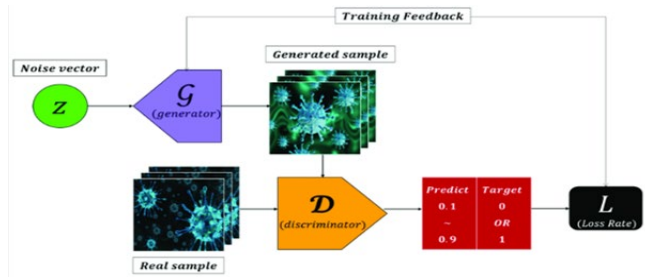 Training Feedback
Generated sample
Noise vector
Z
G
(generator)
D
(discriminator)
Predict Target
0.1 0
~ OR
0.9 1
L
(Loss Rate)
Real sample